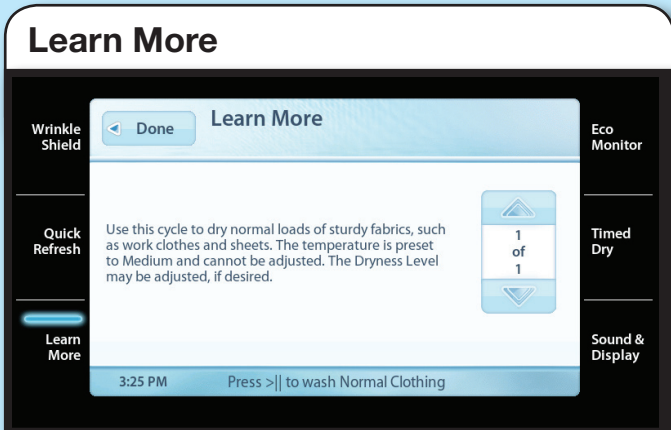 Learn More
Wrinkle
Shield
Quick
Refresh
Learn
More
Done
Learn More
Use this cycle to dry normal loads of sturdy fabrics, such
as work clothes and sheets. The temperature is preset
to Medium and cannot be adjusted. The Dryness Level
may be adjusted, if desired.
1
of
1
3:25 PM
Press >|| to wash Normal Clothing
Eco
Monitor
Timed
Dry
Sound &
Display